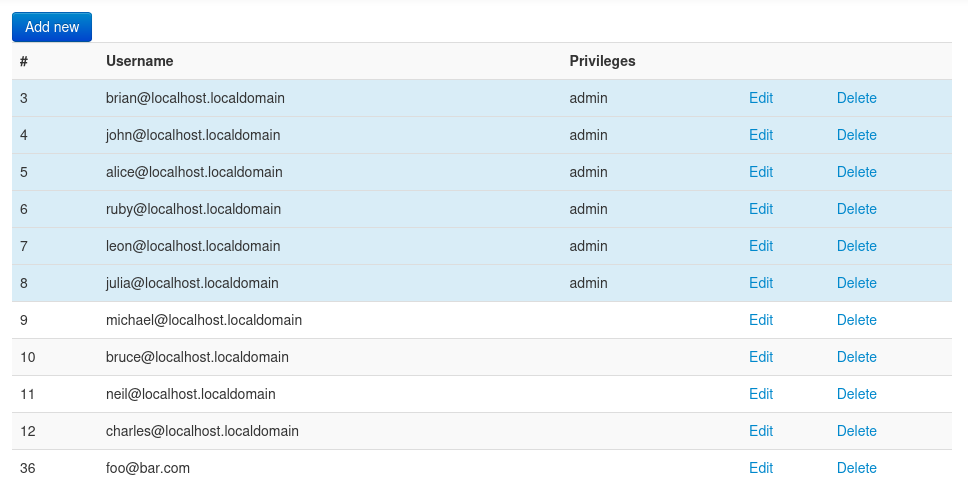 Add new
# Username Privileges
3 brian@localhost.localdomain admin Edit Delete
4 john@localhost.localdomain admin Edit Delete
5 alice@localhost.localdomain admin Edit Delete
6 ruby@localhost.localdomain admin Edit Delete
7 leon@localhost.localdomain admin Edit Delete
8 julia@localhost.localdomain admin Edit Delete
9 michael@localhost.localdomain Edit Delete
10 bruce@localhost.localdomain Edit Delete
11 neil@localhost.localdomain Edit Delete
12 charles@localhost.localdomain Edit Delete
36 foo@bar.com Edit Delete